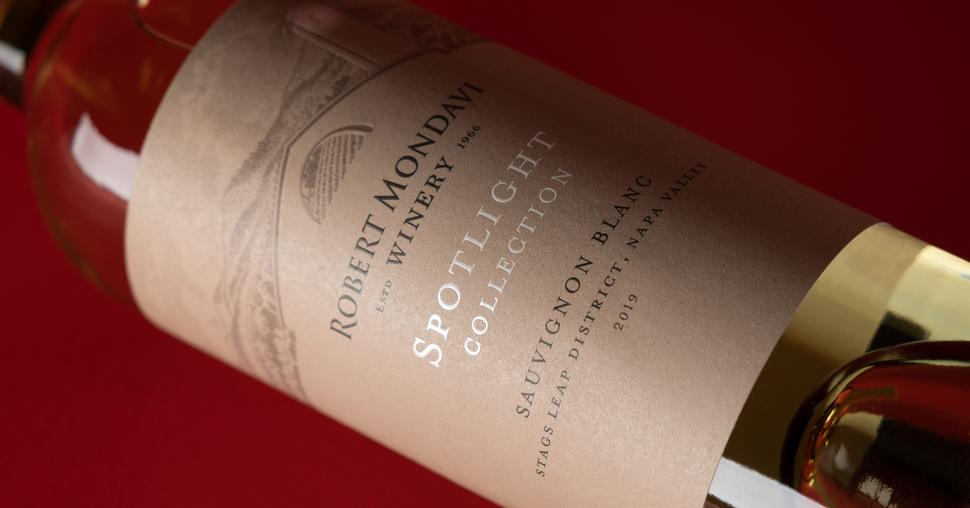 ROBERT MONDAVI
ESTD WINERY 1966
SPOTLIGHT
COLLECTION
SAUVIGNON BLANC
STAGS LEAP DISTRICT, NAPA VALLEY
2019